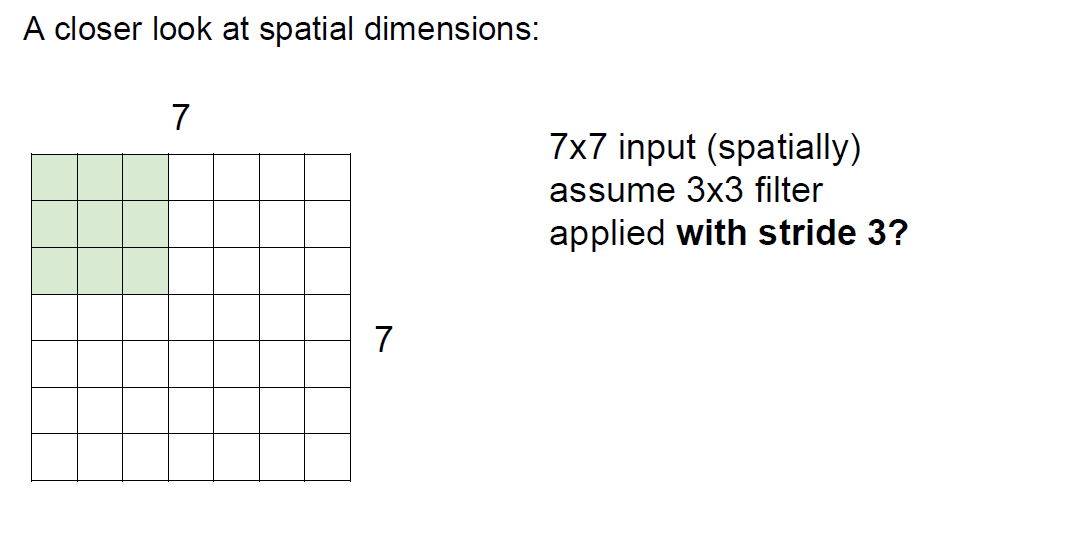 A closer look at spatial dimensions:
7
7x7 input (spatially)
assume 3x3 filter
applied with stride 3?
7